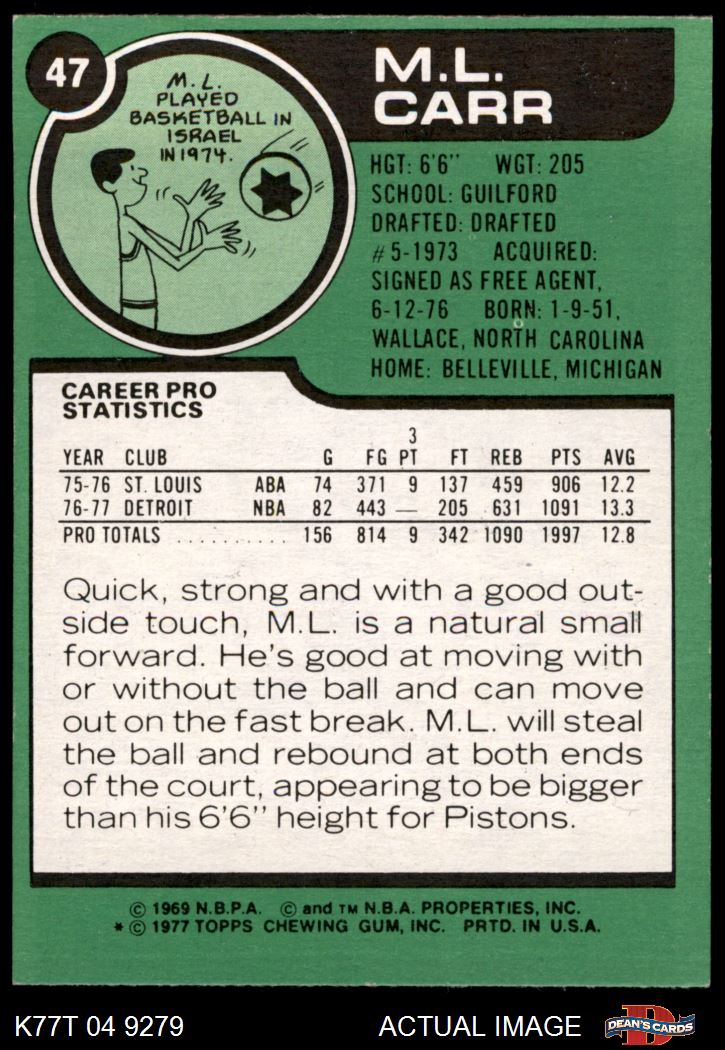 47
M.L.
PLAYED
BASKETBALL IN
ISRAEL
IN 1974.
M.L.
CARR
HGT: 6'6" WGT: 205
SCHOOL: GUILFORD
DRAFTED: DRAFTED
#5-1973 ACQUIRED:
SIGNED AS FREE AGENT,
6-12-76 BORN: 1-9-51,
WALLACE, NORTH CAROLINA
HOME: BELLEVILLE, MICHIGAN
CAREER PRO
STATISTICS
YEAR CLUB G FG 3 PT FT REB PTS AVG
75-76 ST. LOUIS ABA 74 371 9 137 459 906 12.2
76-77 DETROIT NBA 82 443 — 205 631 1091 13.3
PRO TOTALS .......... 156 814 9 342 1090 1997 12.8
Quick, strong and with a good out-
side touch, M.L. is a natural small
forward. He's good at moving with
or without the ball and can move
out on the fast break. M.L. will steal
the ball and rebound at both ends
of the court, appearing to be bigger
than his 6'6" height for Pistons.
© 1969 N.B.P.A. © and TM N.B.A. PROPERTIES, INC.
* © 1977 TOPPS CHEWING GUM, INC. PRTD. IN U.S.A.
K77T 04 9279 ACTUAL IMAGE
D
DEAN'S CARDS